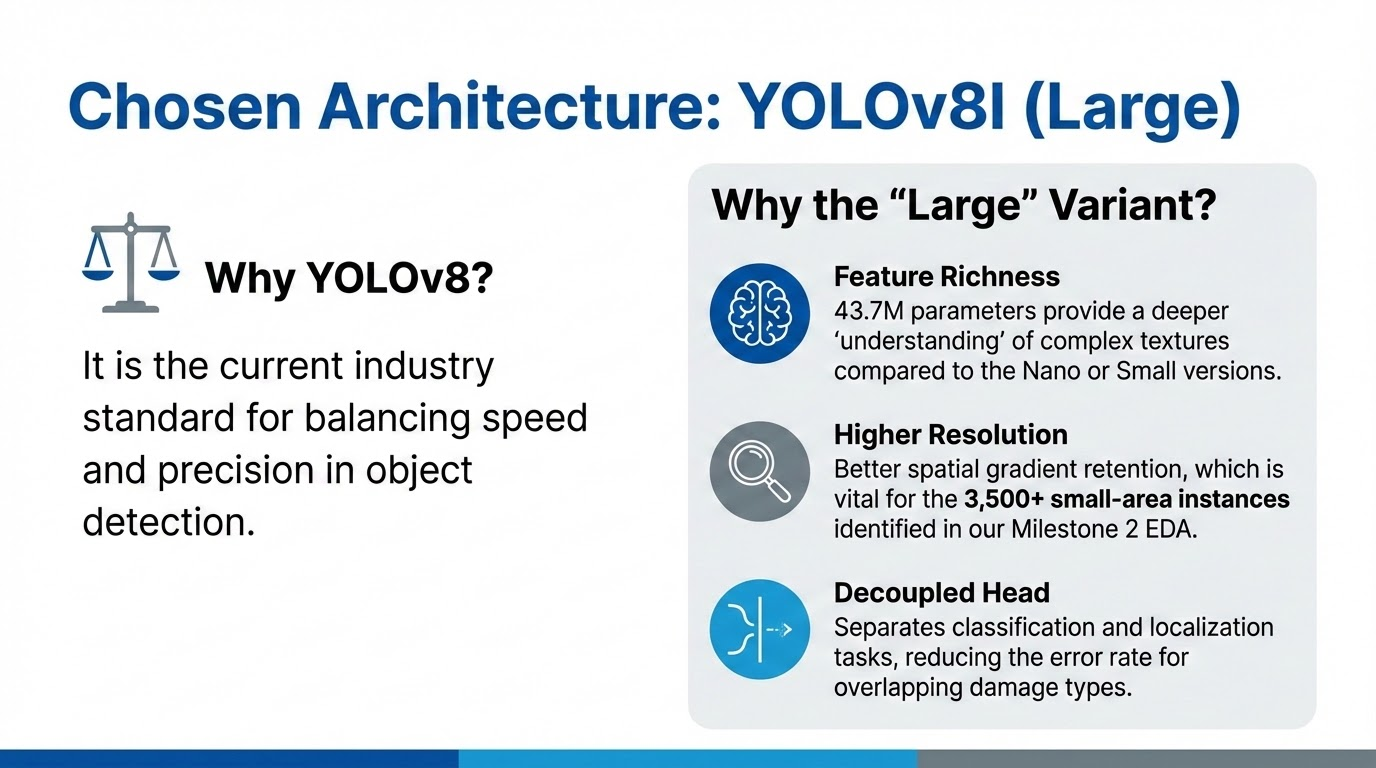 Chosen Architecture: YOLOv8l (Large)
Why YOLOv8?
It is the current industry
standard for balancing speed
and precision in object
detection.
Why the “Large” Variant?
Feature Richness
43.7M parameters provide a deeper
‘understanding’ of complex textures
compared to the Nano or Small versions.
Higher Resolution
Better spatial gradient retention, which is
vital for the 3,500+ small-area instances
identified in our Milestone 2 EDA.
Decoupled Head
Separates classification and localization
tasks, reducing the error rate for
overlapping damage types.